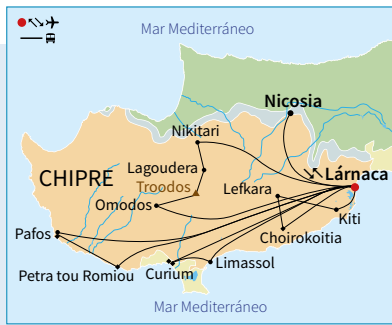 Mar Mediterráneo
Nicosia
Nikitari
Lárnaca
Lagoudera
CHIPRE
Troodos
Lefkara
Omodos
Kiti
Pafos
Choirokoitia
Petra tou Romiou
Curium
Limassol
Mar Mediterráneo